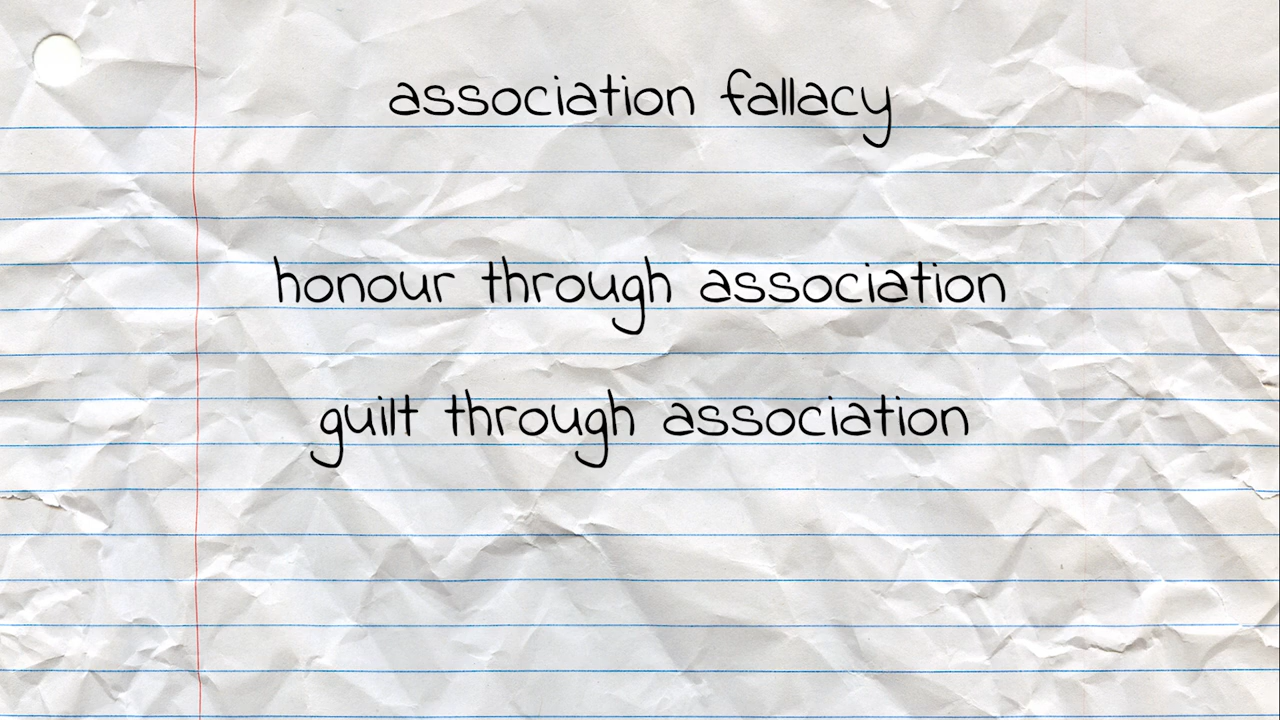 association fallacy
honour through association
guilt through association